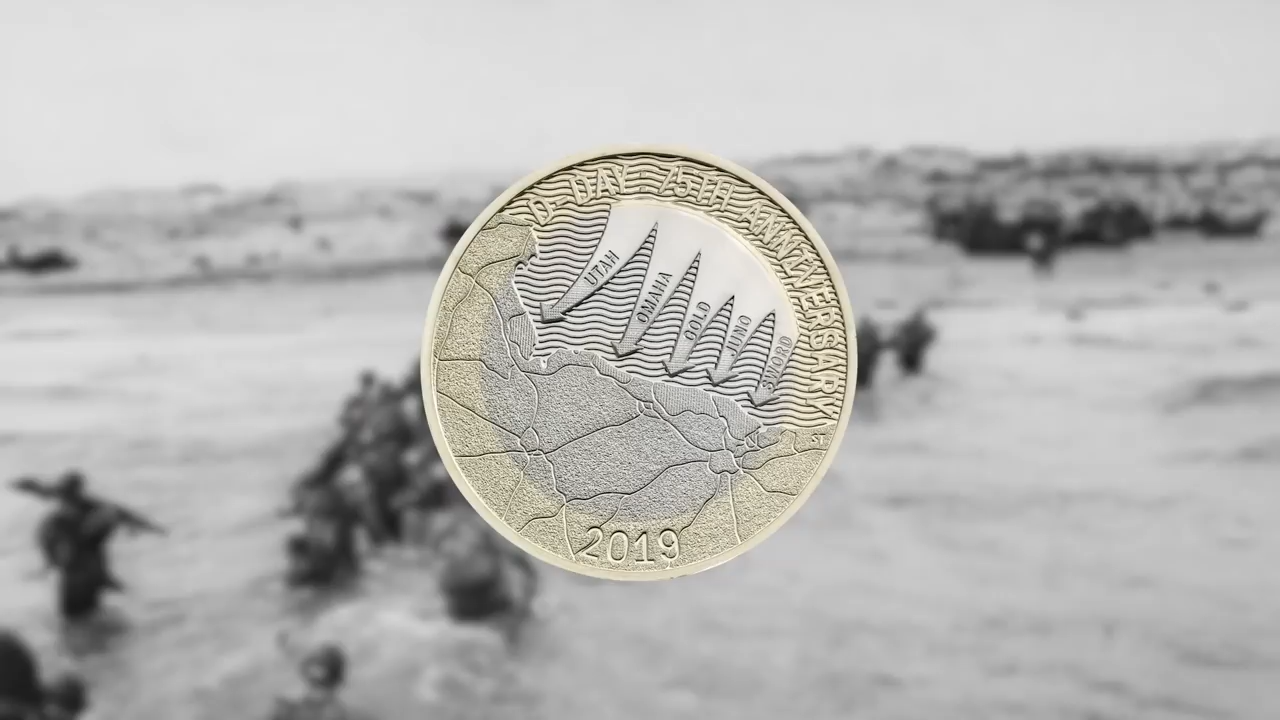 D-DAY 75TH ANNIVERSARY
UTAH
OMAHA
GOLD
JUNO
SWORD
ST
2019